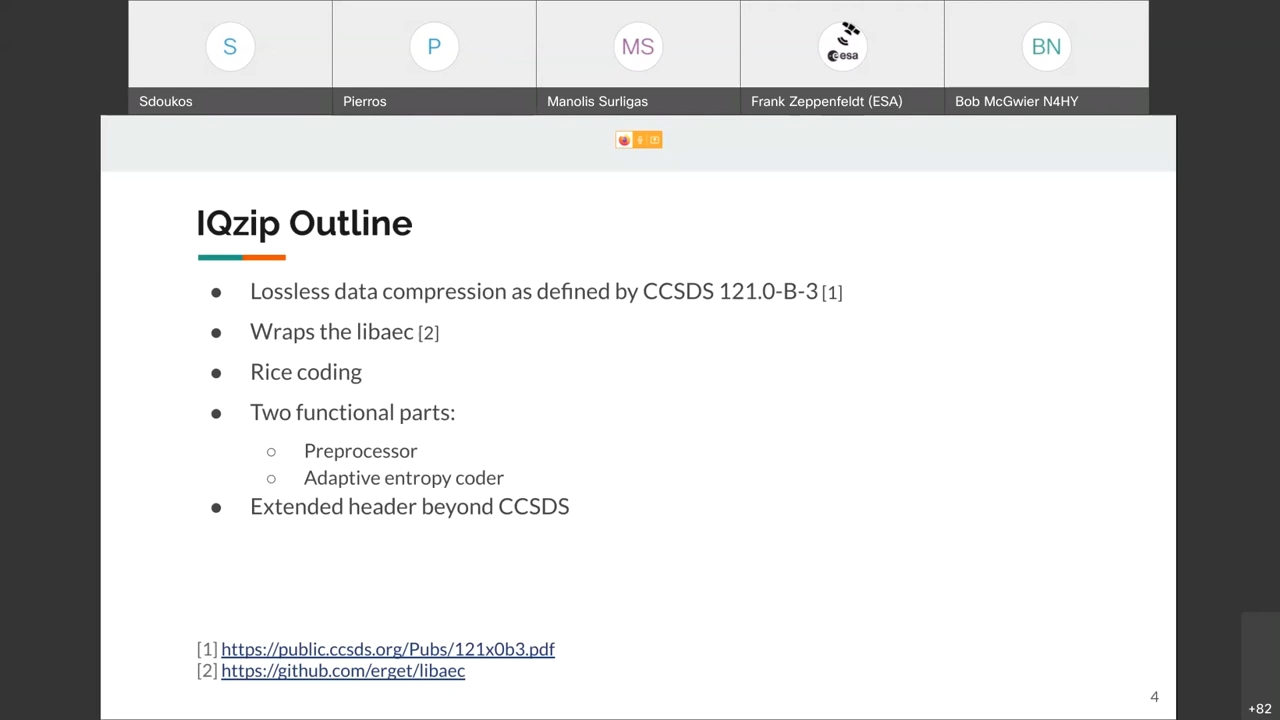 S
P
MS
esa
BN
Sdoukos
Pierros
Manolis Surligas
Frank Zeppenfeldt (ESA)
Bob McGwier N4HY
IQzip Outline
● Lossless data compression as defined by CCSDS 121.0-B-3 [1]
● Wraps the libaec [2]
● Rice coding
● Two functional parts:
○ Preprocessor
○ Adaptive entropy coder
● Extended header beyond CCSDS
[1] https://public.ccsds.org/Pubs/121x0b3.pdf
[2] https://github.com/erget/libaec
4
+82